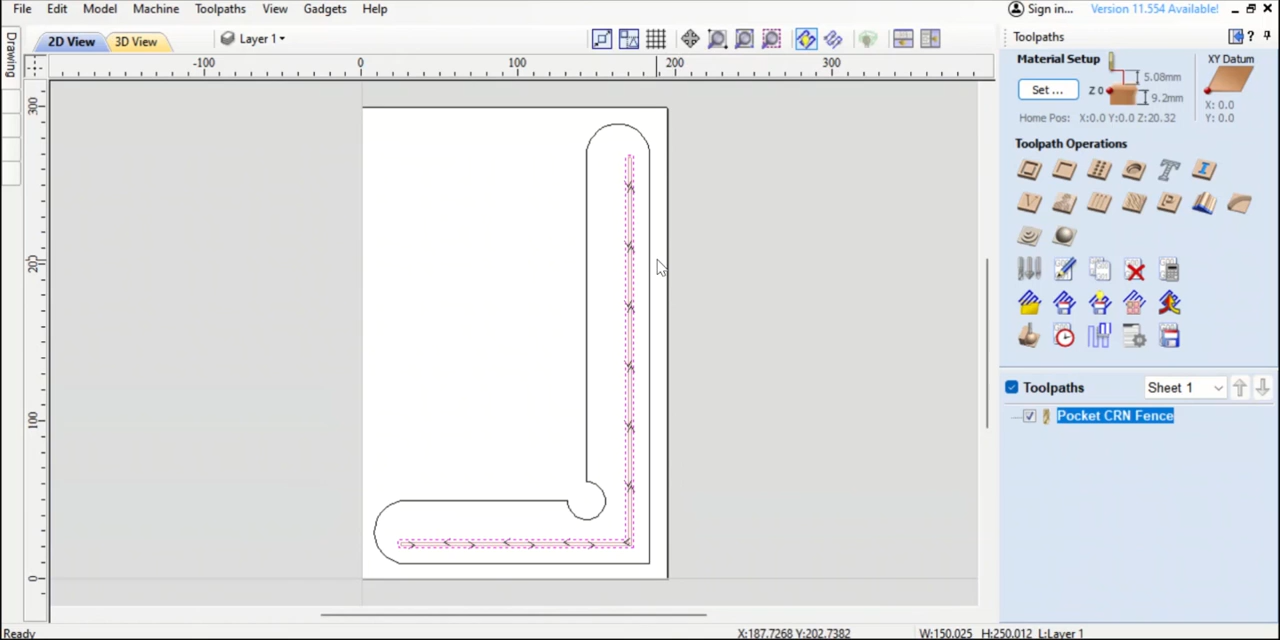 File Edit Model Machine Toolpaths View Gadgets Help
Sign in... Version 11.554 Available!
Drawing
2D View 3D View Layer 1
Toolpaths
-100 0 100 200 300
300
200
100
0
Material Setup
Set ...
Z 0
5.08mm
9.2mm
XY Datum
X: 0.0
Y: 0.0
Home Pos: X:0.0 Y:0.0 Z:20.32
Toolpath Operations
Toolpaths Sheet 1
Pocket CRN Fence
Ready X:187.7268 Y:202.7382 W:150.025 H:250.012 L:Layer 1